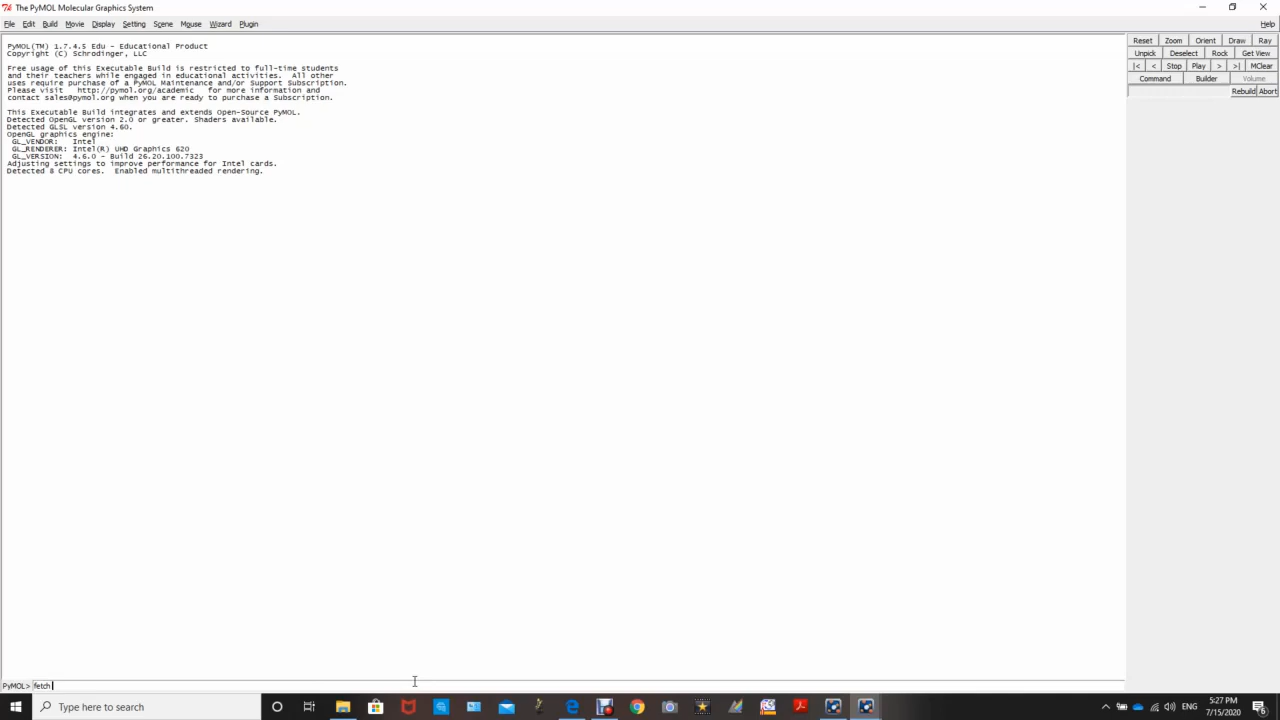 The PyMOL Molecular Graphics System
File Edit Build Movie Display Setting Scene Mouse Wizard Plugin Help
PyMOL(TM) 1.7.4.5 Edu - Educational Product
Copyright (C) Schrodinger, LLC
Free usage of this Executable Build is restricted to full-time students
and their teachers while engaged in educational activities.  All other
uses require purchase of a PyMOL Maintenance and/or Support Subscription.
Please visit   http://pymol.org/academic   for more information and
contact sales@pymol.org when you are ready to purchase a Subscription.
This Executable Build integrates and extends Open-Source PyMOL.
Detected OpenGL version 2.0 or greater. Shaders available.
Detected GLSL version 4.60.
OpenGL graphics engine:
GL_VENDOR:   Intel
GL_RENDERER: Intel(R) UHD Graphics 620
GL_VERSION:  4.6.0 - Build 26.20.100.7323
Adjusting settings to improve performance for Intel cards.
Detected 8 CPU cores.  Enabled multithreaded rendering.
Reset Zoom Orient Draw Ray
Unpick Deselect Rock Get View
|< < Stop Play > >| MClear
Command Builder Volume
Rebuild Abort
PyMOL> fetch
Type here to search
ENG
5:27 PM
7/15/2020
6